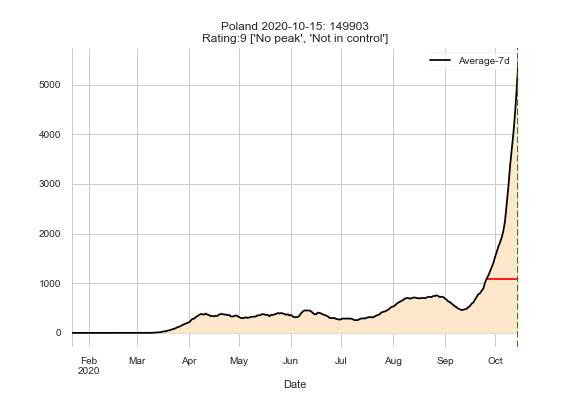 Poland 2020-10-15: 149903
Rating:9 ['No peak', 'Not in control']
Average-7d
5000
4000
3000
2000
1000
0
Feb Mar Apr May Jun Jul Aug Sep Oct
2020
Date